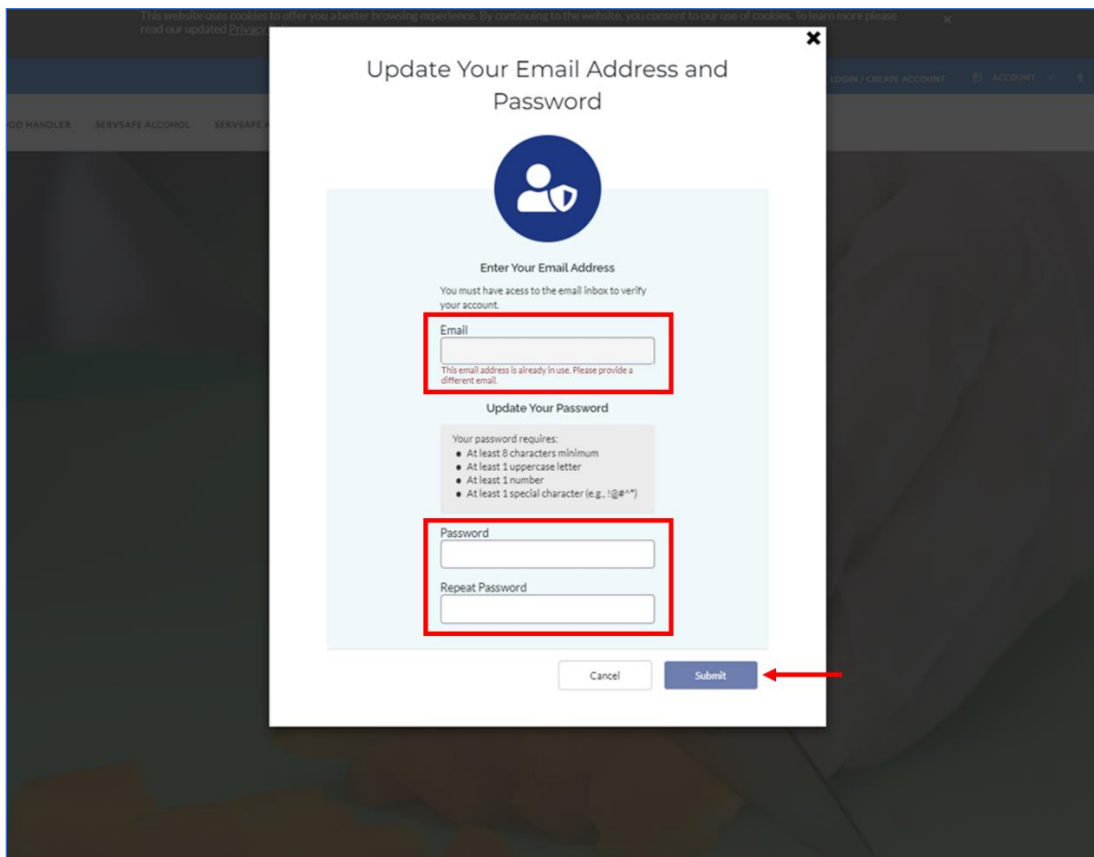 This website uses cookies to offer you a better browsing experience. By continuing to the website, you consent to our use of cookies. To learn more please
read our updated Privacy
LOGIN / CREATE ACCOUNT
ACCOUNT
OD HANDLER
SERVSAFE ALCOHOL
SERVSAFE A
Update Your Email Address and
Password
Enter Your Email Address
You must have acess to the email inbox to verify
your account.
Email
This email address is already in use. Please provide a
different email.
Update Your Password
Your password requires:
• At least 8 characters minimum
• At least 1 uppercase letter
• At least 1 number
• At least 1 special character (e.g., !@#^*)
Password
Repeat Password
Cancel
Submit